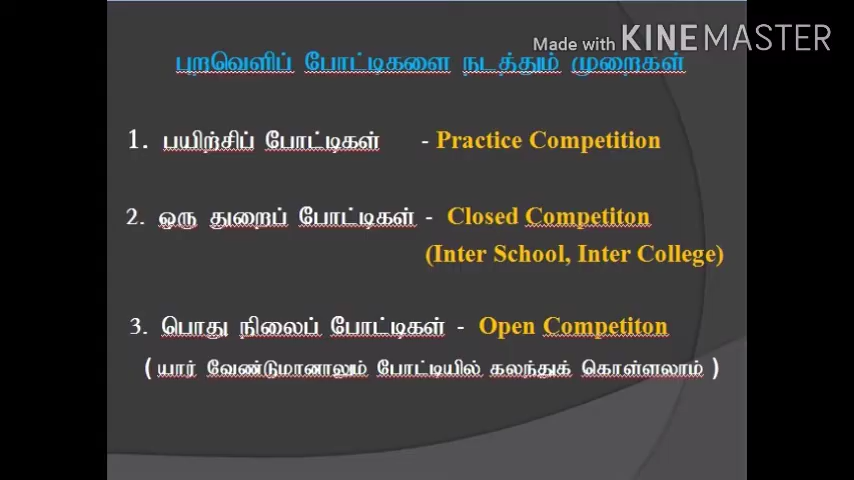 Made with KINEMASTER
புறவெளிப் போட்டிகளை நடத்தும் முறைகள்
1. பயிற்சிப் போட்டிகள் - Practice Competition
2. ஒரு துறைப் போட்டிகள் - Closed Competiton
(Inter School, Inter College)
3. பொது நிலைப் போட்டிகள் - Open Competiton
( யார் வேண்டுமானாலும் போட்டியில் கலந்துக் கொள்ளலாம் )